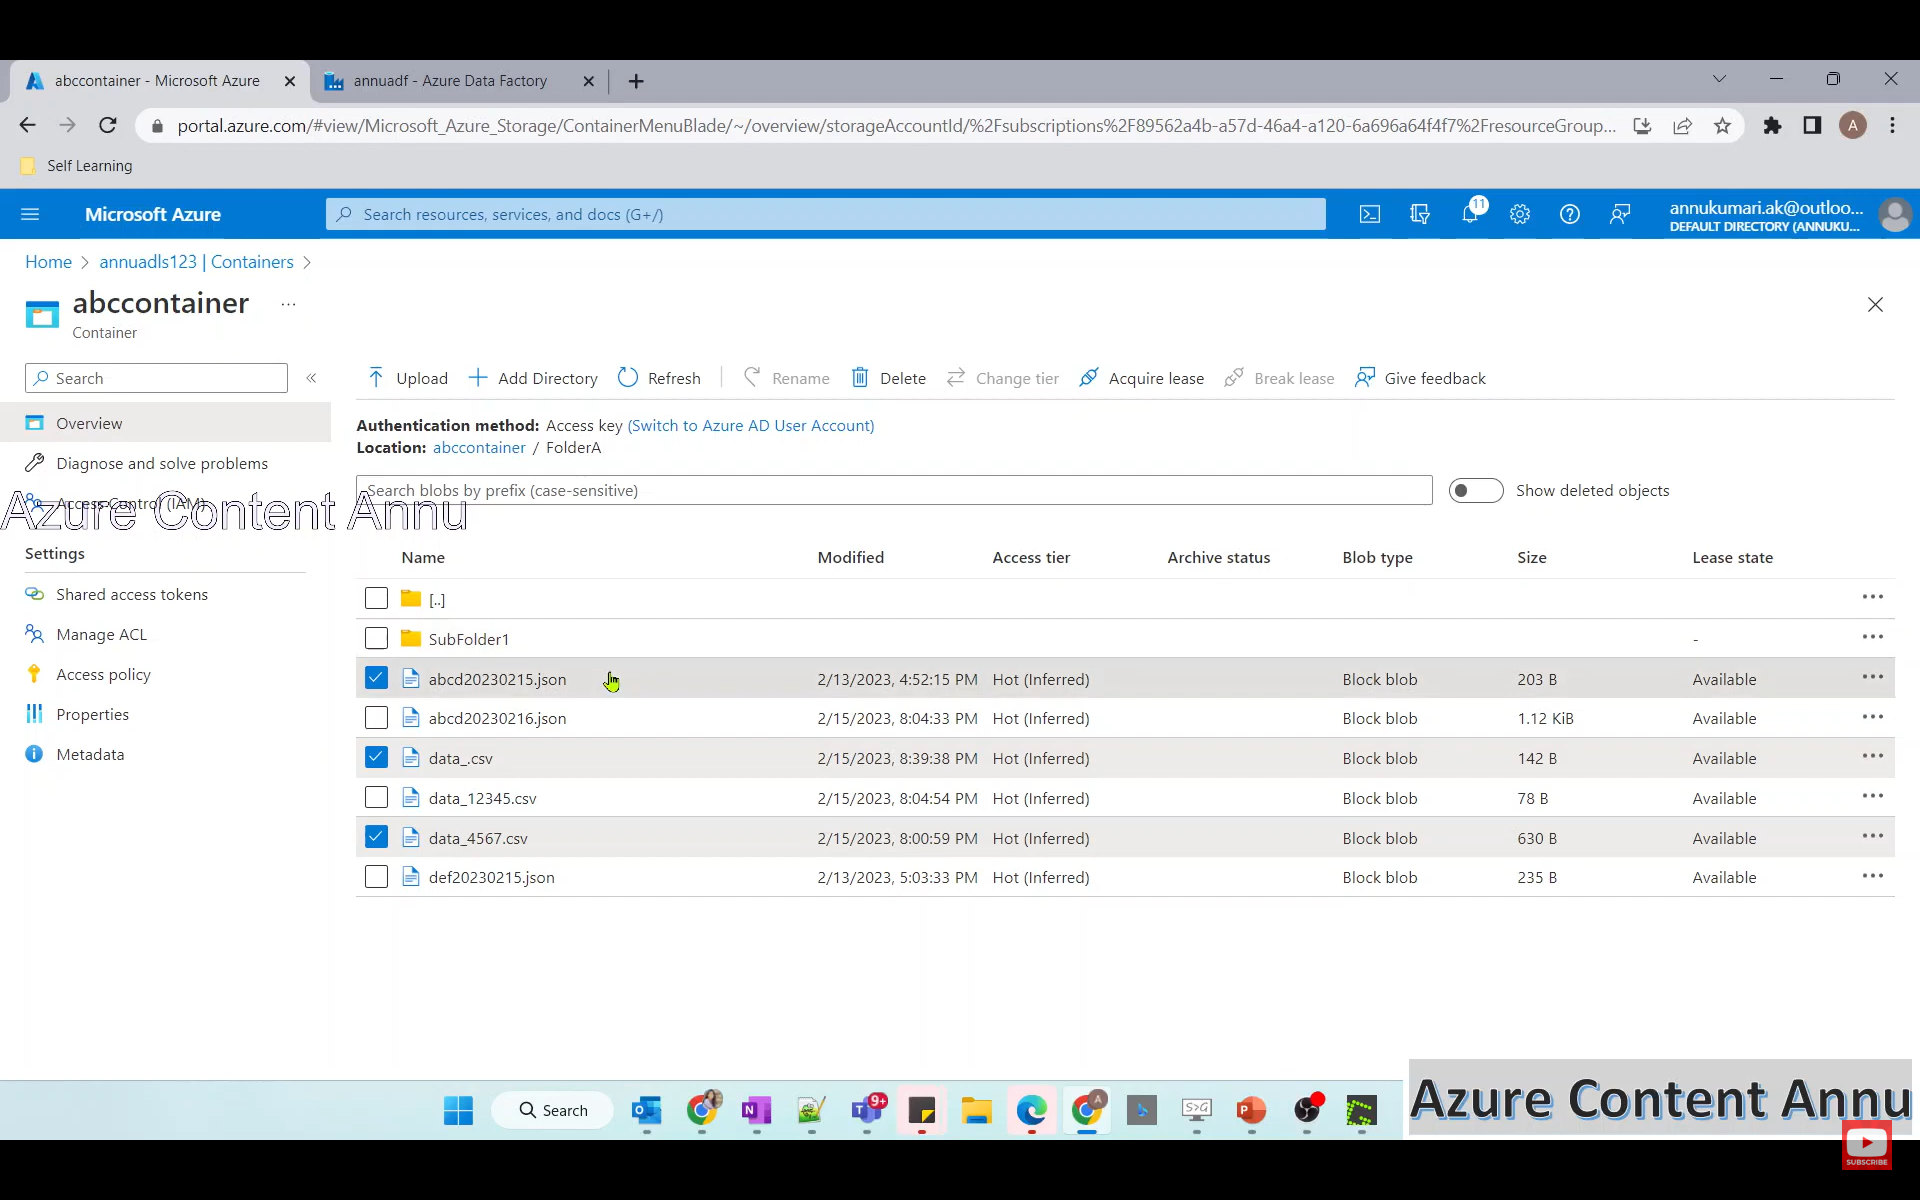 abccontainer - Microsoft Azure
annuadf - Azure Data Factory
portal.azure.com/#view/Microsoft_Azure_Storage/ContainerMenuBlade/~/overview/storageAccountId/%2Fsubscriptions%2F89562a4b-a57d-46a4-a120-6a696a64f4f7%2FresourceGroup...
A
Self Learning
Microsoft Azure
Search resources, services, and docs (G+/)
11
annukumari.ak@outloo...
DEFAULT DIRECTORY (ANNUKU...
Home > annuadls123 | Containers >
abccontainer ...
Container
Search
«
Upload
Add Directory
Refresh
Rename
Delete
Change tier
Acquire lease
Break lease
Give feedback
Overview
Diagnose and solve problems
Access Control (IAM)
Azure Content Annu
Settings
Shared access tokens
Manage ACL
Access policy
Properties
Metadata
Authentication method: Access key (Switch to Azure AD User Account)
Location: abccontainer / FolderA
Search blobs by prefix (case-sensitive)
Show deleted objects
Name Modified Access tier Archive status Blob type Size Lease state
[..]
SubFolder1 -
abcd20230215.json 2/13/2023, 4:52:15 PM Hot (Inferred) Block blob 203 B Available
abcd20230216.json 2/15/2023, 8:04:33 PM Hot (Inferred) Block blob 1.12 KiB Available
data_.csv 2/15/2023, 8:39:38 PM Hot (Inferred) Block blob 142 B Available
data_12345.csv 2/15/2023, 8:04:54 PM Hot (Inferred) Block blob 78 B Available
data_4567.csv 2/15/2023, 8:00:59 PM Hot (Inferred) Block blob 630 B Available
def20230215.json 2/13/2023, 5:03:33 PM Hot (Inferred) Block blob 235 B Available
Search
9+
Azure Content Annu
SUBSCRIBE